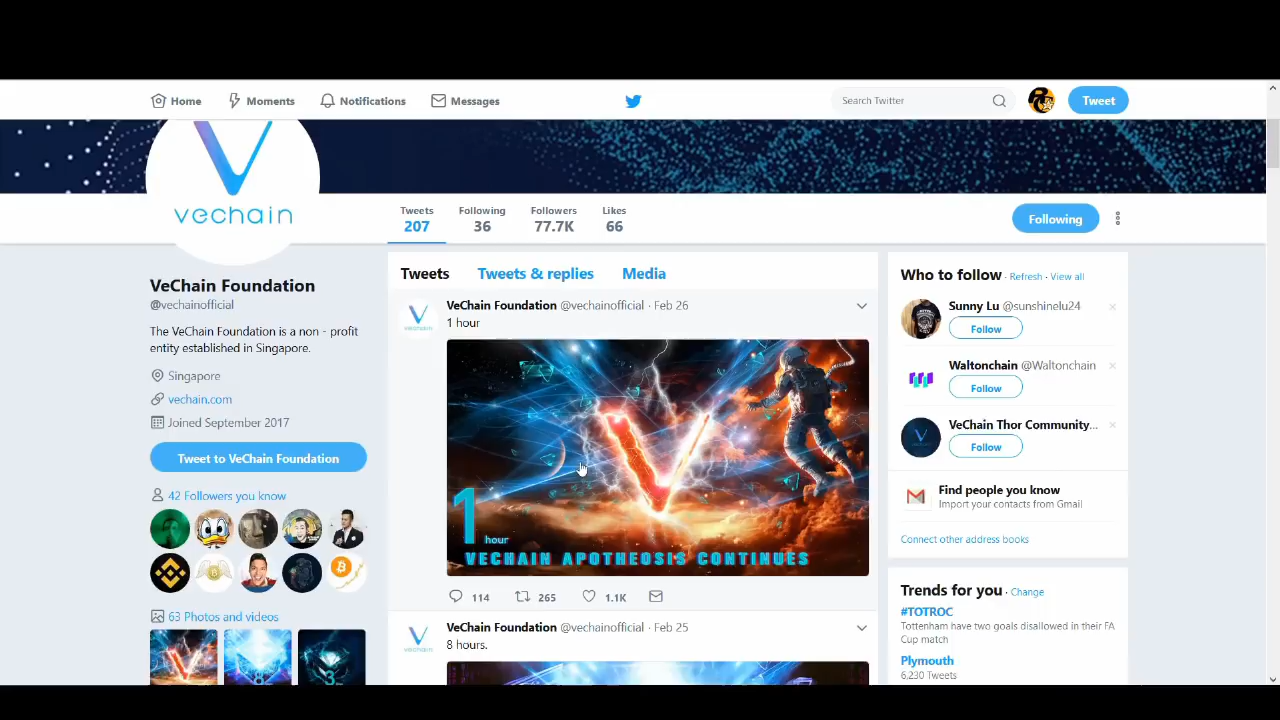 Home
Moments
Notifications
Messages
Search Twitter
Tweet
vechain
Tweets
207
Following
36
Followers
77.7K
Likes
66
Following
VeChain Foundation
@vechainofficial
The VeChain Foundation is a non - profit
entity established in Singapore.
Singapore
vechain.com
Joined September 2017
Tweet to VeChain Foundation
42 Followers you know
63 Photos and videos
Tweets
Tweets & replies
Media
VeChain Foundation @vechainofficial · Feb 26
1 hour
1 hour
VECHAIN APOTHEOSIS CONTINUES
114
265
1.1K
VeChain Foundation @vechainofficial · Feb 25
8 hours.
Who to follow · Refresh · View all
Sunny Lu @sunshinelu24
Follow
Waltonchain @Waltonchain
Follow
VeChain Thor Community...
Follow
Find people you know
Import your contacts from Gmail
Connect other address books
Trends for you · Change
#TOTROC
Tottenham have two goals disallowed in their FA
Cup match
Plymouth
6,230 Tweets